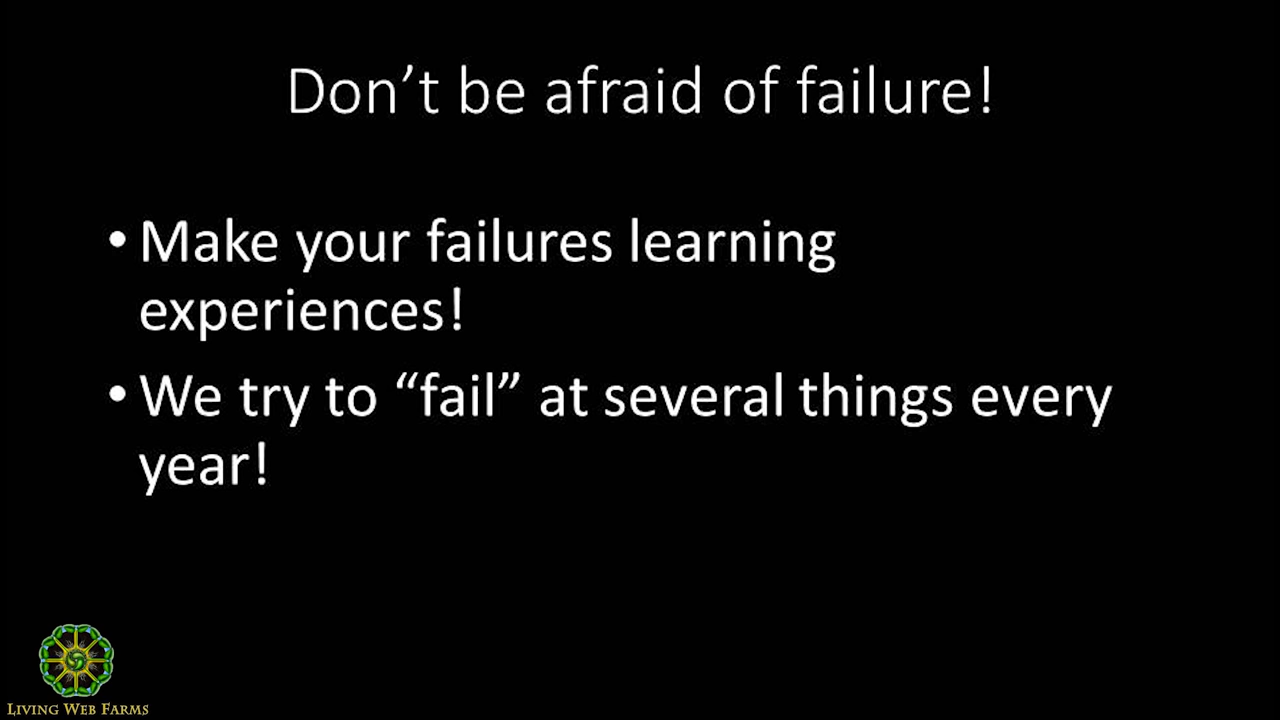 Don’t be afraid of failure!
• Make your failures learning
experiences!
• We try to “fail” at several things every
year!
LIVING WEB FARMS